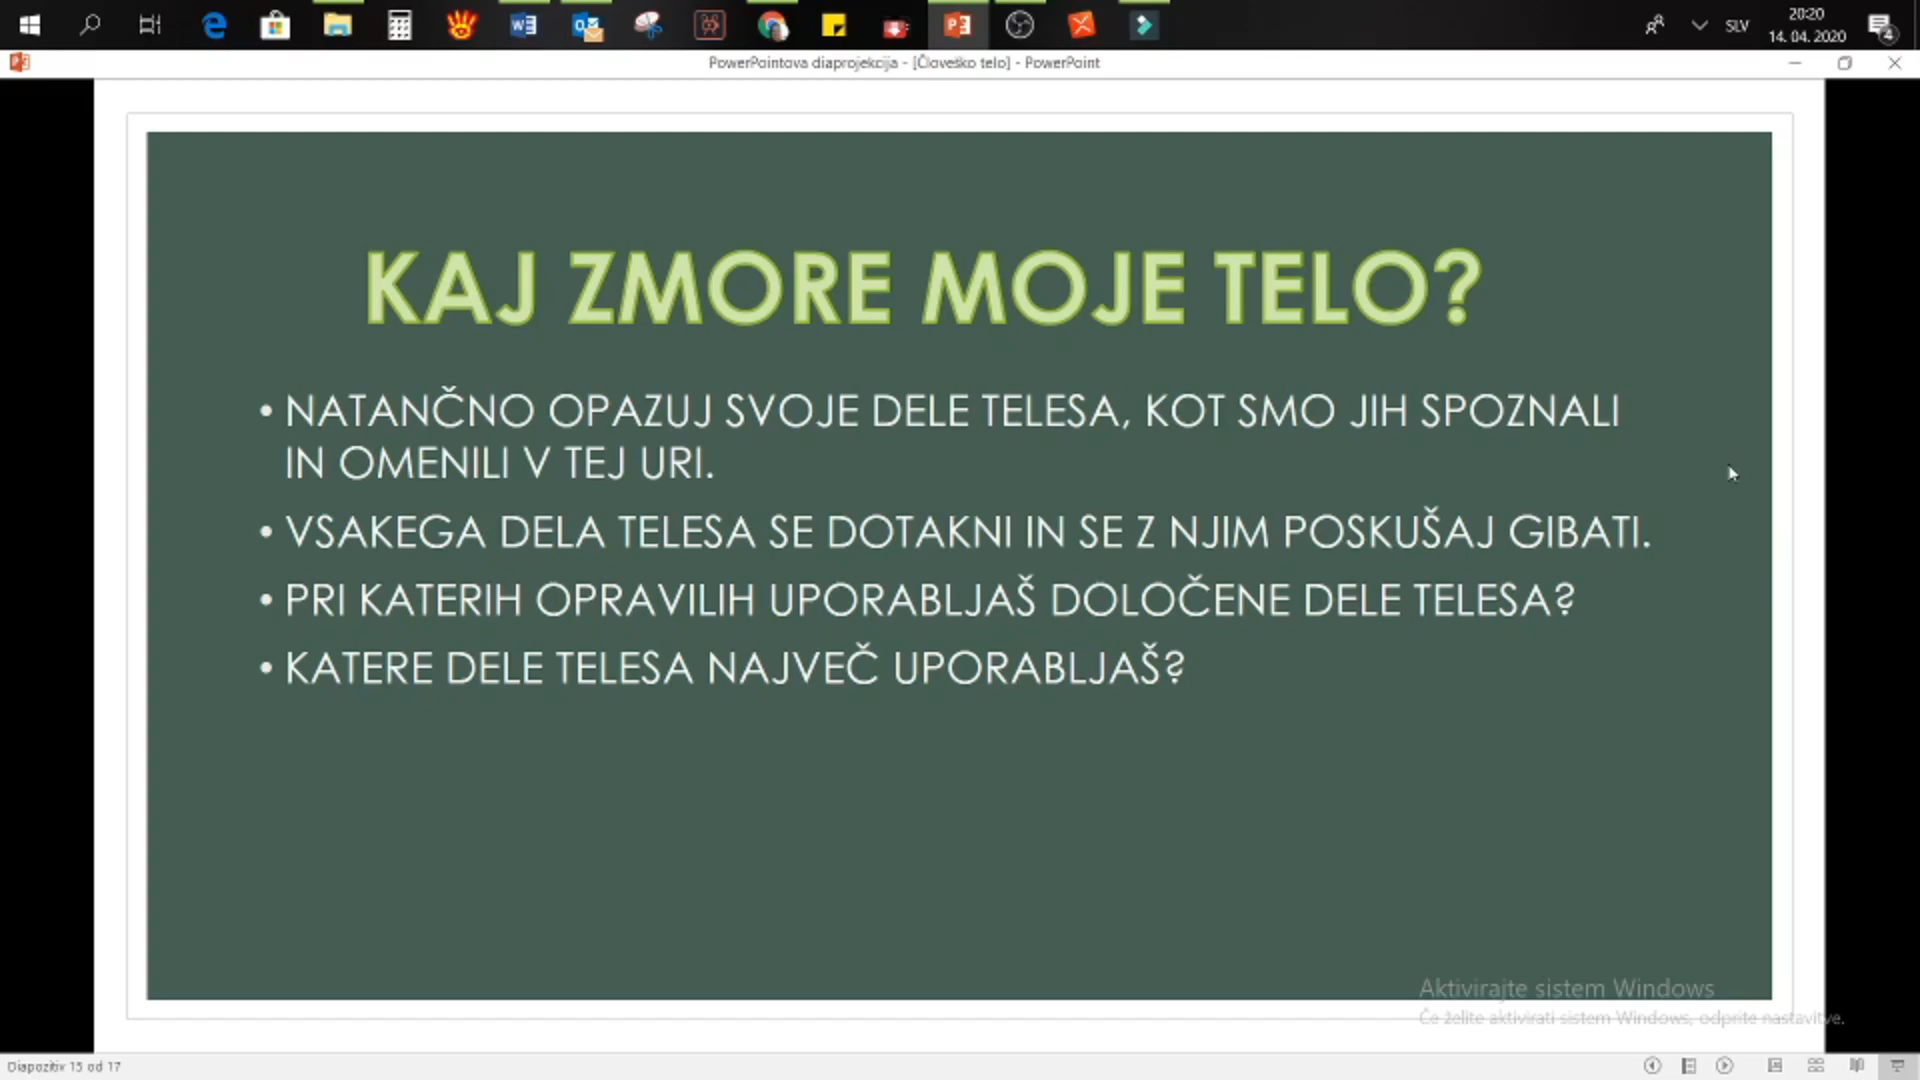 SLV
20:20
14. 04. 2020
4
PowerPointova diaprojekcija - [Človeško telo] - PowerPoint
KAJ ZMORE MOJE TELO?
• NATANČNO OPAZUJ SVOJE DELE TELESA, KOT SMO JIH SPOZNALI
IN OMENILI V TEJ URI.
• VSAKEGA DELA TELESA SE DOTAKNI IN SE Z NJIM POSKUŠAJ GIBATI.
• PRI KATERIH OPRAVILIH UPORABLJAŠ DOLOČENE DELE TELESA?
• KATERE DELE TELESA NAJVEČ UPORABLJAŠ?
Aktivirajte sistem Windows
Če želite aktivirati sistem Windows, odprite nastavitve.
Diapozitiv 15 od 17